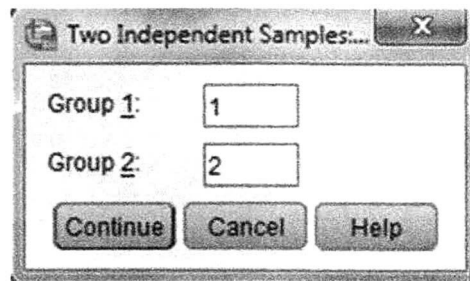 Two Independent Samples:...
Group 1: 1
Group 2: 2
Continue Cancel Help